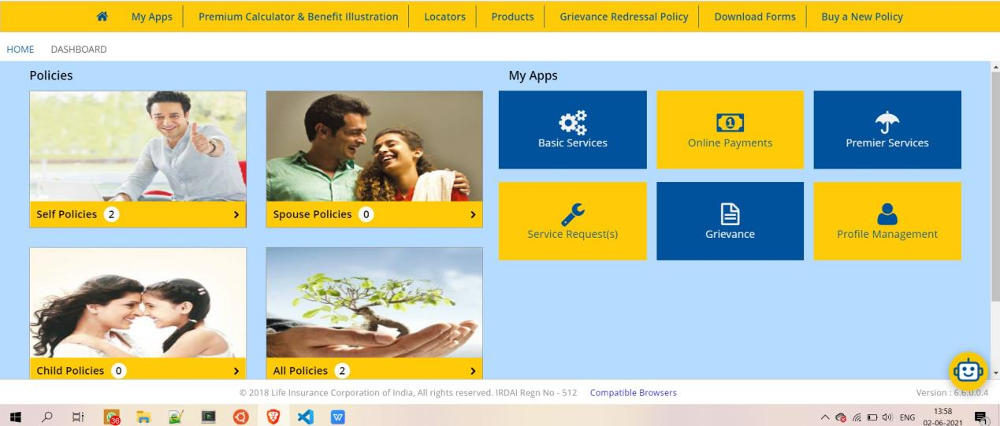 My Apps Premium Calculator & Benefit Illustration Locators Products Grievance Redressal Policy Download Forms Buy a New Policy
HOME DASHBOARD
Policies
My Apps
Self Policies 2
Spouse Policies 0
Child Policies 0
All Policies 2
Basic Services
Online Payments
Premier Services
Service Request(s)
Grievance
Profile Management
© 2018 Life Insurance Corporation of India, All rights reserved. IRDAI Regn No - 512 Compatible Browsers
Version : 6.6.0.0.4
36
ENG
13:58
02-06-2021
1